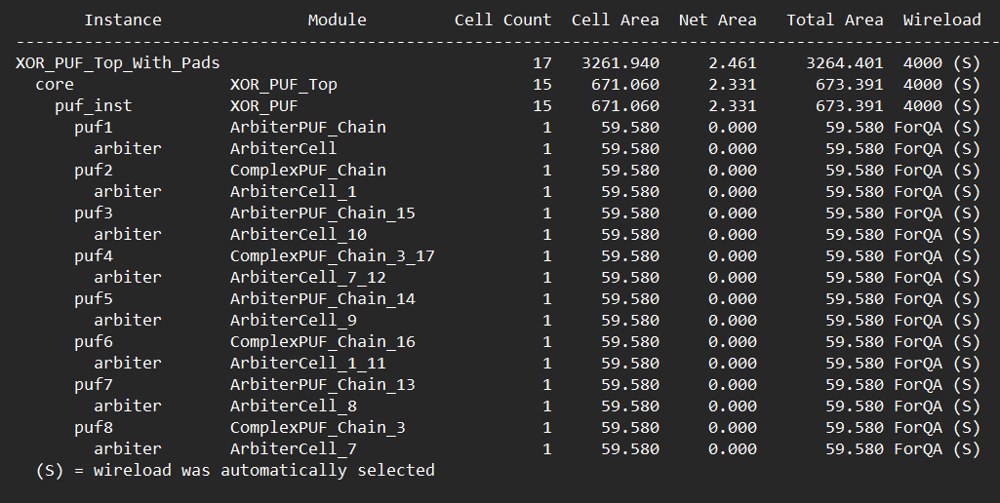 Instance Module Cell Count Cell Area Net Area Total Area Wireload
XOR_PUF_Top_With_Pads 17 3261.940 2.461 3264.401 4000 (S)
core XOR_PUF_Top 15 671.060 2.331 673.391 4000 (S)
puf_inst XOR_PUF 15 671.060 2.331 673.391 4000 (S)
puf1 ArbiterPUF_Chain 1 59.580 0.000 59.580 ForQA (S)
arbiter ArbiterCell 1 59.580 0.000 59.580 ForQA (S)
puf2 ComplexPUF_Chain 1 59.580 0.000 59.580 ForQA (S)
arbiter ArbiterCell_1 1 59.580 0.000 59.580 ForQA (S)
puf3 ArbiterPUF_Chain_15 1 59.580 0.000 59.580 ForQA (S)
arbiter ArbiterCell_10 1 59.580 0.000 59.580 ForQA (S)
puf4 ComplexPUF_Chain_3_17 1 59.580 0.000 59.580 ForQA (S)
arbiter ArbiterCell_7_12 1 59.580 0.000 59.580 ForQA (S)
puf5 ArbiterPUF_Chain_14 1 59.580 0.000 59.580 ForQA (S)
arbiter ArbiterCell_9 1 59.580 0.000 59.580 ForQA (S)
puf6 ComplexPUF_Chain_16 1 59.580 0.000 59.580 ForQA (S)
arbiter ArbiterCell_1_11 1 59.580 0.000 59.580 ForQA (S)
puf7 ArbiterPUF_Chain_13 1 59.580 0.000 59.580 ForQA (S)
arbiter ArbiterCell_8 1 59.580 0.000 59.580 ForQA (S)
puf8 ComplexPUF_Chain_3 1 59.580 0.000 59.580 ForQA (S)
arbiter ArbiterCell_7 1 59.580 0.000 59.580 ForQA (S)
(S) = wireload was automatically selected